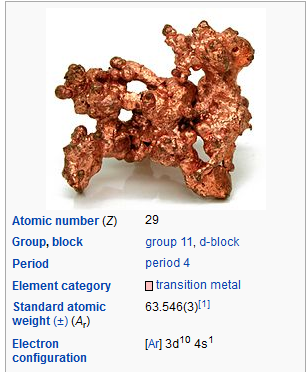 Atomic number (Z) 29
Group, block group 11, d-block
Period period 4
Element category transition metal
Standard atomic 63.546(3)[1]
weight (±) (Ar)
Electron [Ar] 3d10 4s1
configuration